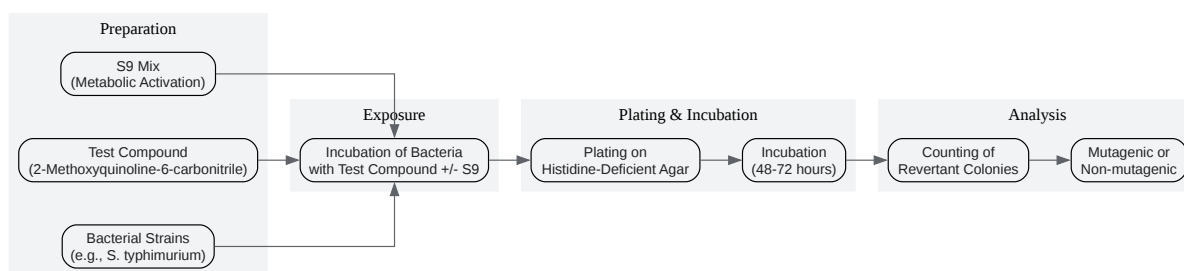 Preparation
S9 Mix
(Metabolic Activation)
Test Compound
(2-Methoxyquinoline-6-carbonitrile)
Bacterial Strains
(e.g., S. typhimurium)
Exposure
Incubation of Bacteria
with Test Compound +/- S9
Plating & Incubation
Plating on
Histidine-Deficient Agar
Incubation
(48-72 hours)
Analysis
Counting of
Revertant Colonies
Mutagenic or
Non-mutagenic